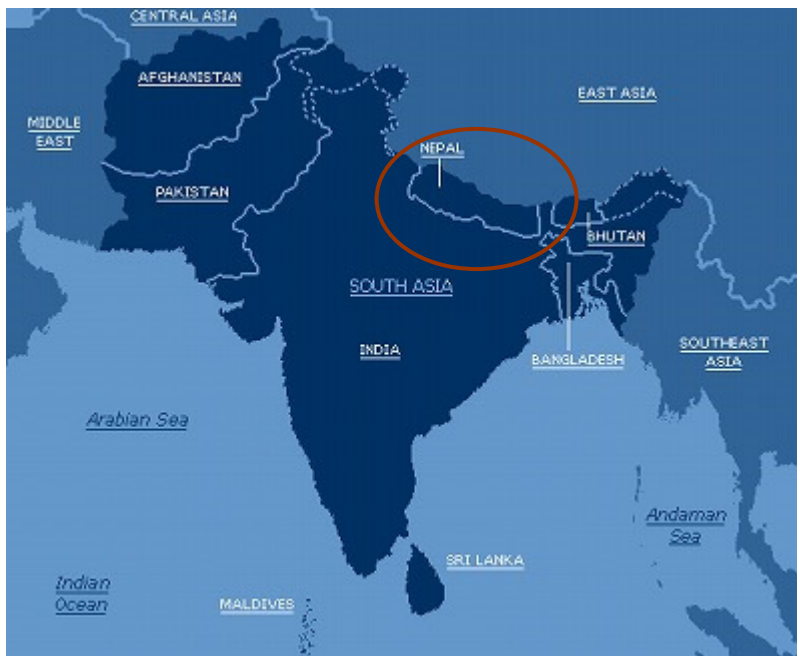 CENTRAL ASIA
AFGHANISTAN
EAST ASIA
MIDDLE
EAST
NEPAL
PAKISTAN
BHUTAN
SOUTH ASIA
INDIA
BANGLADESH
SOUTHEAST
ASIA
Arabian Sea
Andaman
Sea
SRI LANKA
Indian
Ocean
MALDIVES